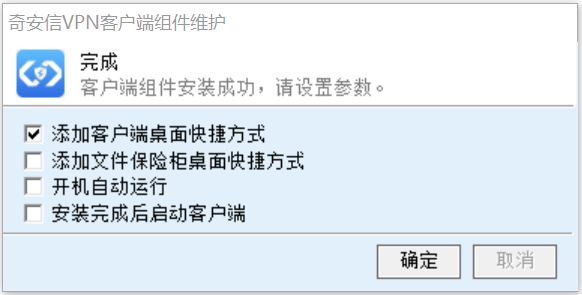 奇安信VPN客户端组件维护
完成
客户端组件安装成功，请设置参数。
添加客户端桌面快捷方式
添加文件保险柜桌面快捷方式
开机自动运行
安装完成后启动客户端
确定 取消